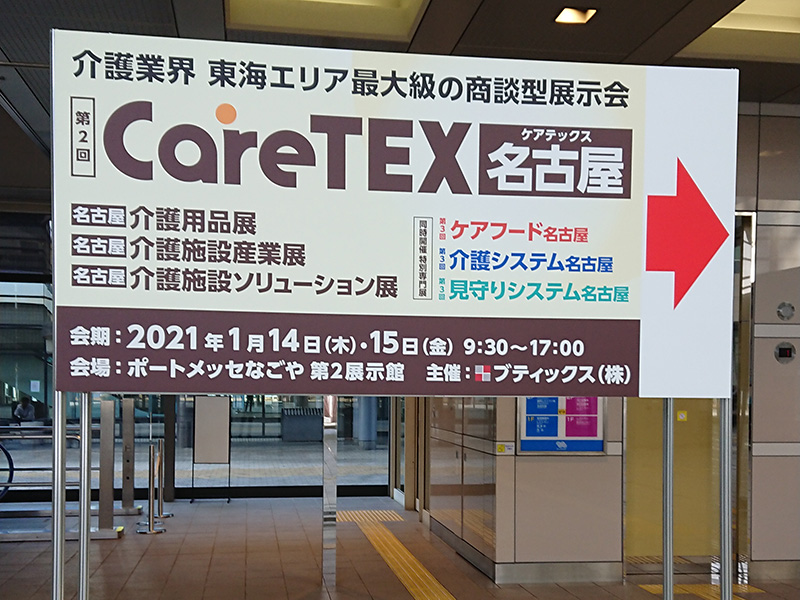 介護業界 東海エリア最大級の商談型展示会
第2回
CareTEX
ケアテックス
名古屋
名古屋 介護用品展
名古屋 介護施設産業展
名古屋 介護施設ソリューション展
同時開催 特別専門展
第3回 ケアフード名古屋
第3回 介護システム名古屋
第3回 見守りシステム名古屋
会期：2021年1月14日（木）・15日（金） 9:30～17:00
会場：ポートメッセなごや 第2展示館 主催：ブティックス（株）